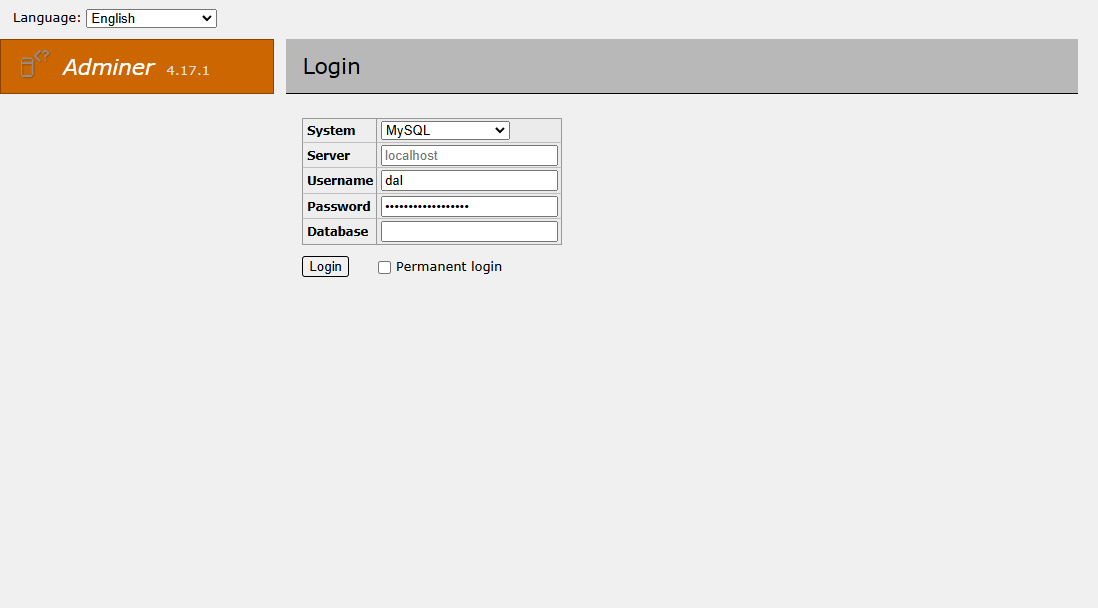 Language: English
<? Adminer 4.17.1
Login
System MySQL
Server localhost
Username dal
Password ••••••••••••••••••
Database
Login Permanent login